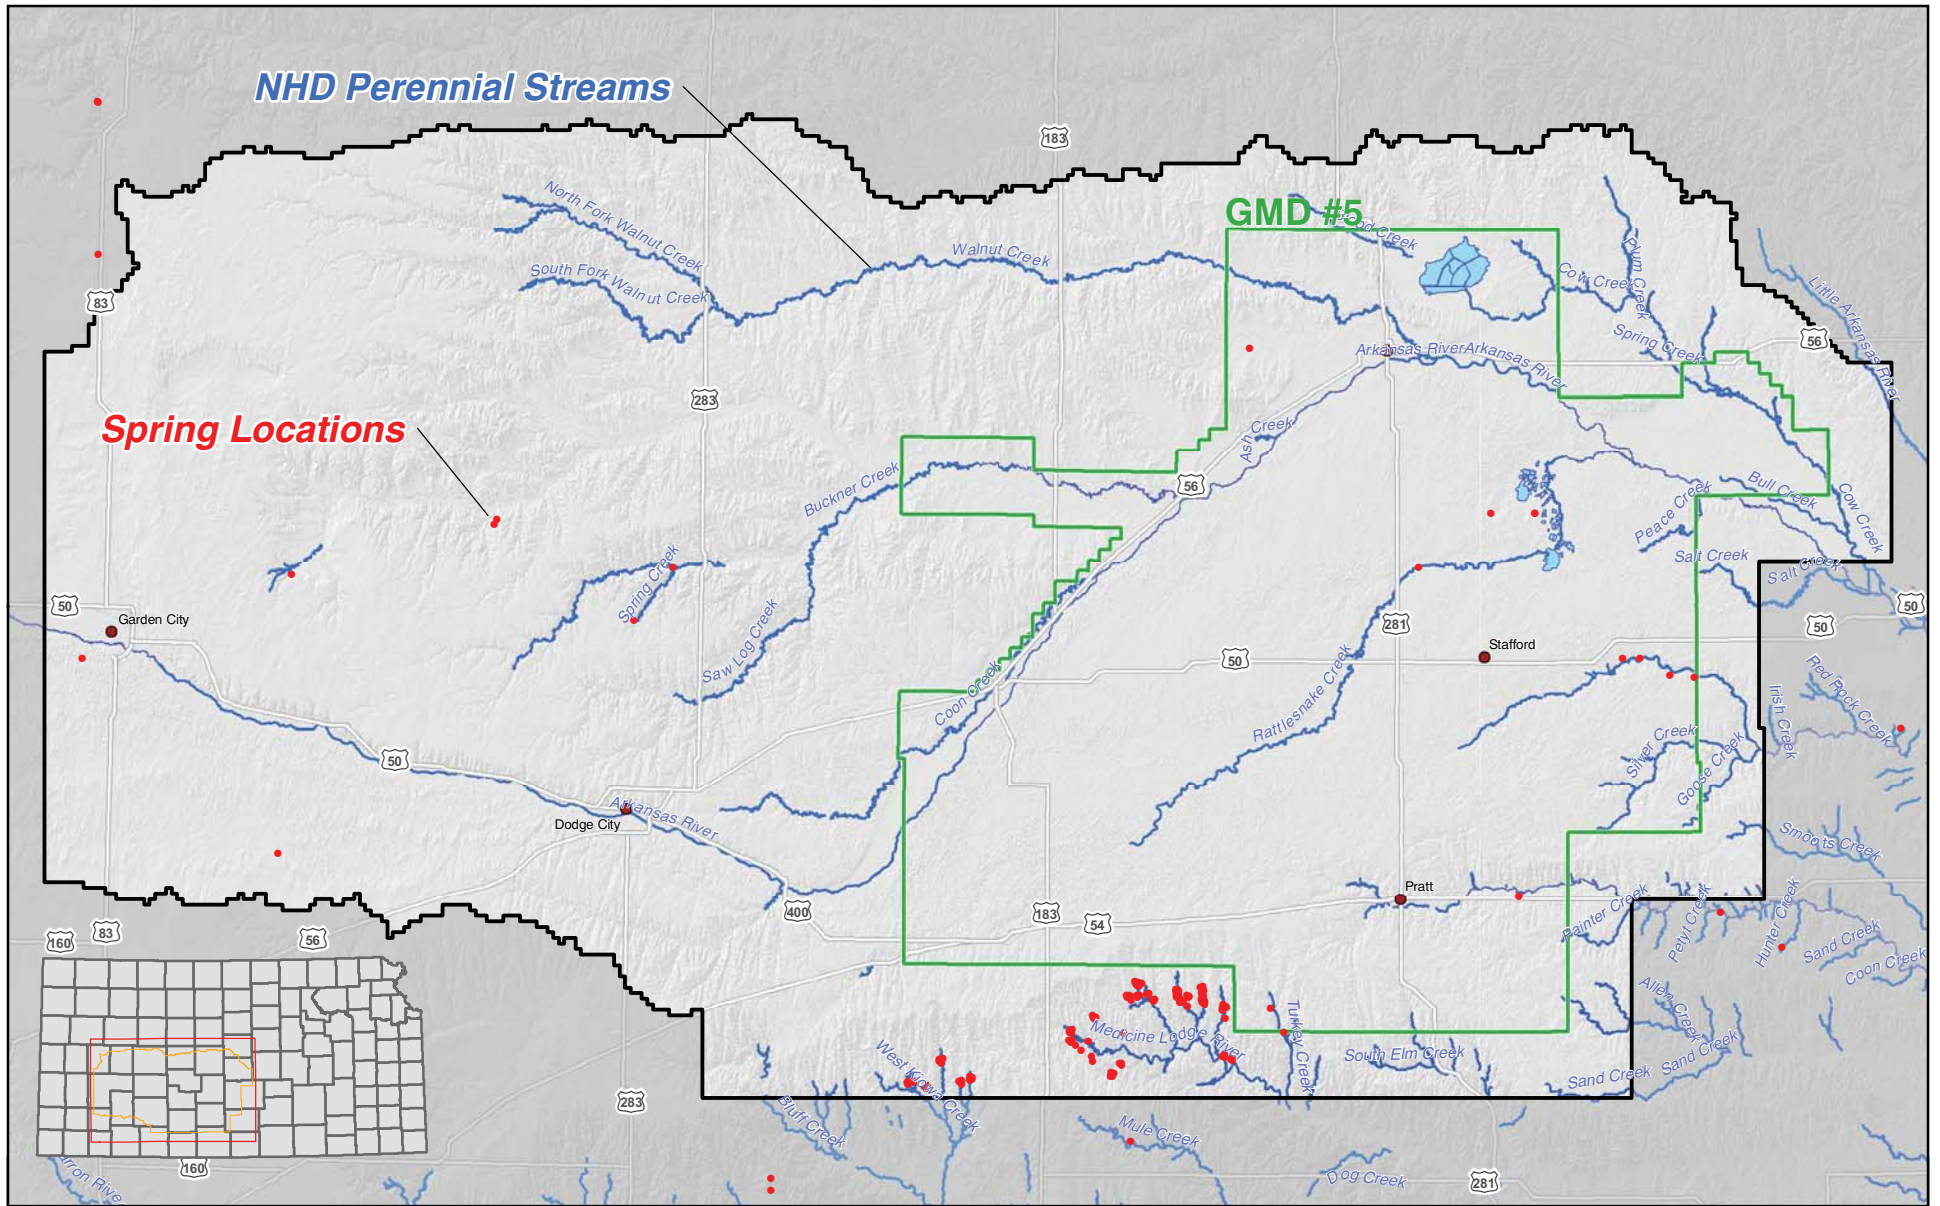 NHD Perennial Streams
183
North Fork Walnut Creek
GMD #5
Walnut Creek
South Fork Walnut Creek
Cow Creek
Plum Creek
Little Arkansas River
83
Spring Creek
56
Arkansas River
Arkansas River
283
Spring Locations
Ash Creek
Buckner Creek
56
Bull Creek
Peace Creek
Cow Creek
Salt Creek
Salt Creek
Spring Creek
50
Garden City
50
281
50
Saw Log Creek
Stafford
50
Rattlesnake Creek
Coon Creek
Red Rock Creek
Irish Creek
Silver Creek
Goose Creek
50
Arkansas River
Dodge City
Smoots Creek
Pratt
400
183
54
Painter Creek
Petyt Creek
Hunter Creek
Sand Creek
Coon Creek
160
83
56
Allen Creek
Medicine Lodge River
Turkey Creek
South Elm Creek
Sand Creek
Sand Creek
West Kiowa Creek
283
Bluff Creek
Mule Creek
160
Dog Creek
281